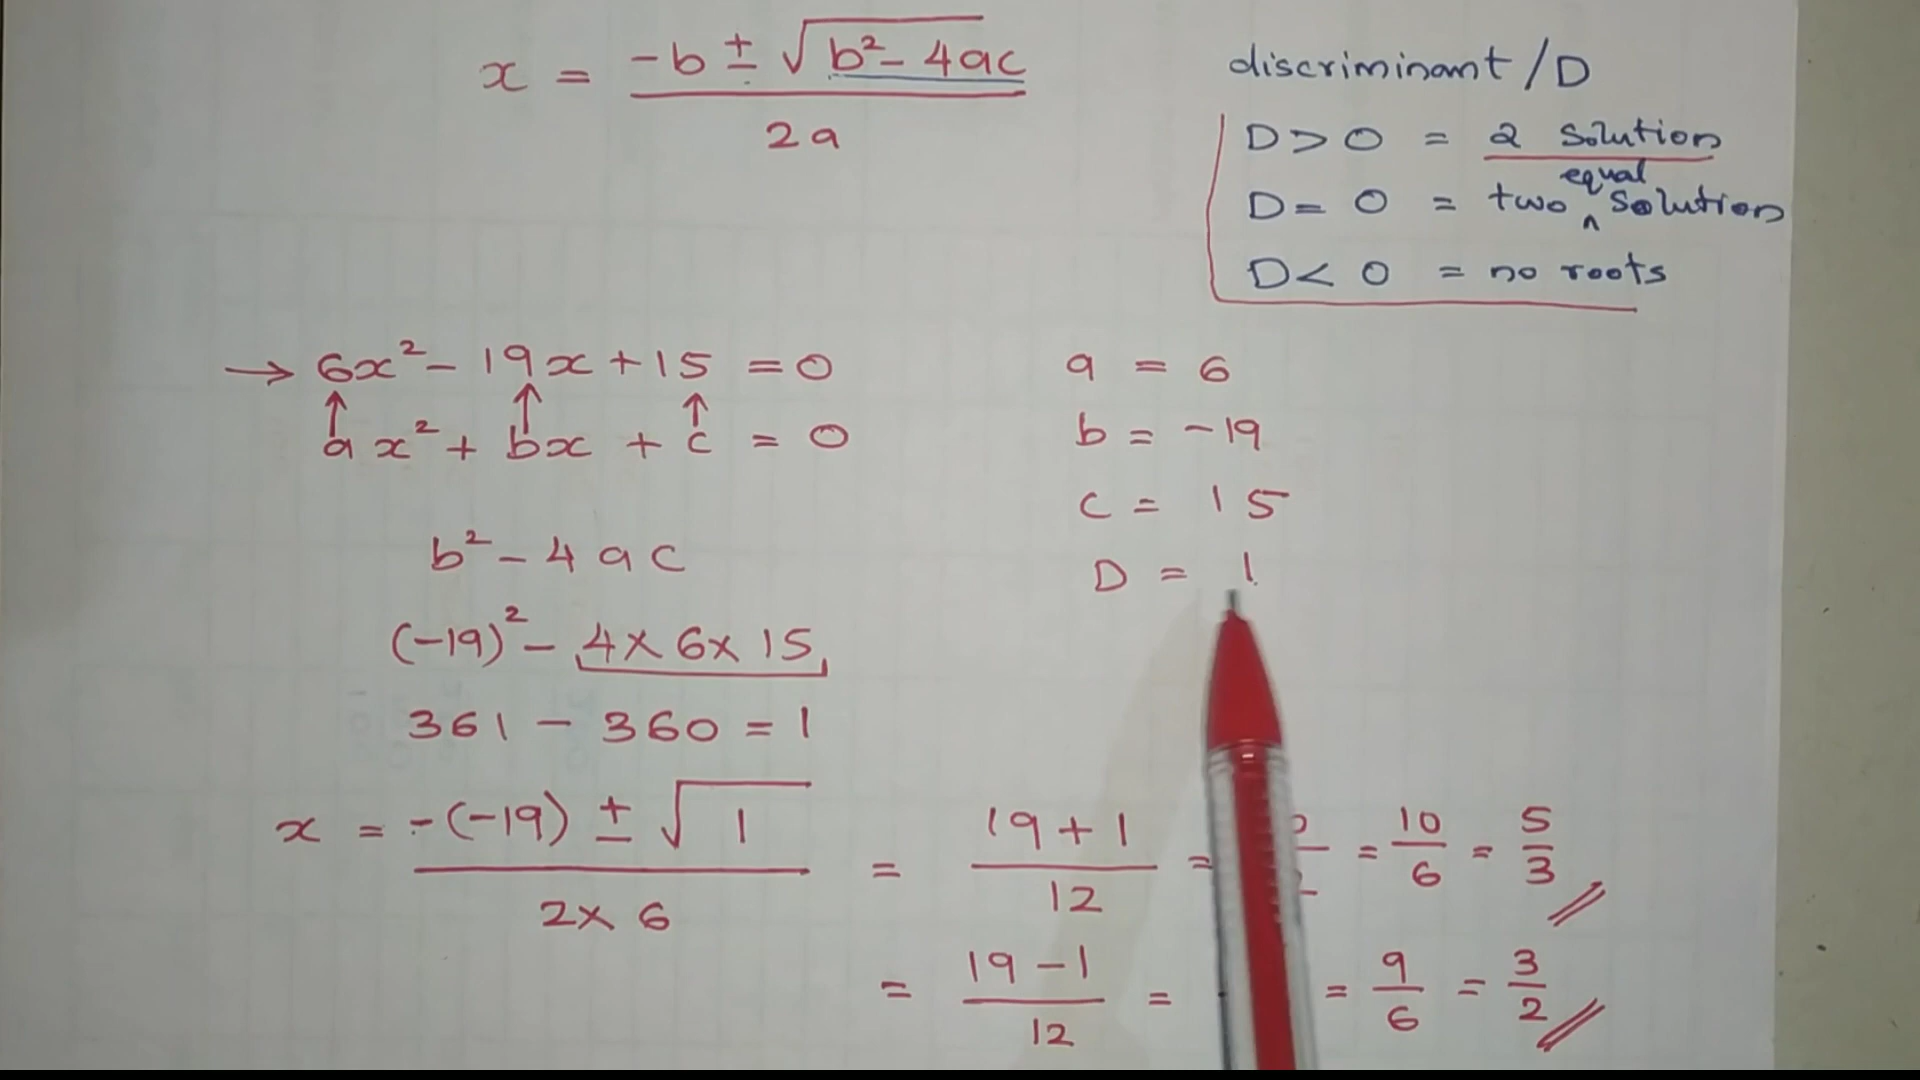 x = (-b ± √(b² - 4ac)) / 2a
discriminant / D
D > 0 = 2 Solution
D = 0 = two equal Solution
D < 0 = no roots
→ 6x² - 19x + 15 = 0
ax² + bx + c = 0
a = 6
b = -19
c = 15
D = 1
b² - 4ac
(-19)² - 4 × 6 × 15
361 - 360 = 1
x = (-(-19) ± √1) / (2 × 6) = (19 + 1) / 12 = = 10/6 = 5/3
= (19 - 1) / 12 = = 9/6 = 3/2